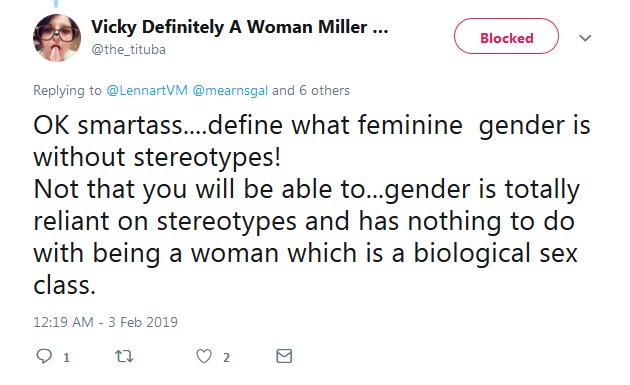 Vicky Definitely A Woman Miller ...
@the_tituba
Blocked
Replying to @LennartVM @mearnsgal and 6 others
OK smartass....define what feminine  gender is
without stereotypes!
Not that you will be able to...gender is totally
reliant on stereotypes and has nothing to do
with being a woman which is a biological sex
class.
12:19 AM - 3 Feb 2019
1
2